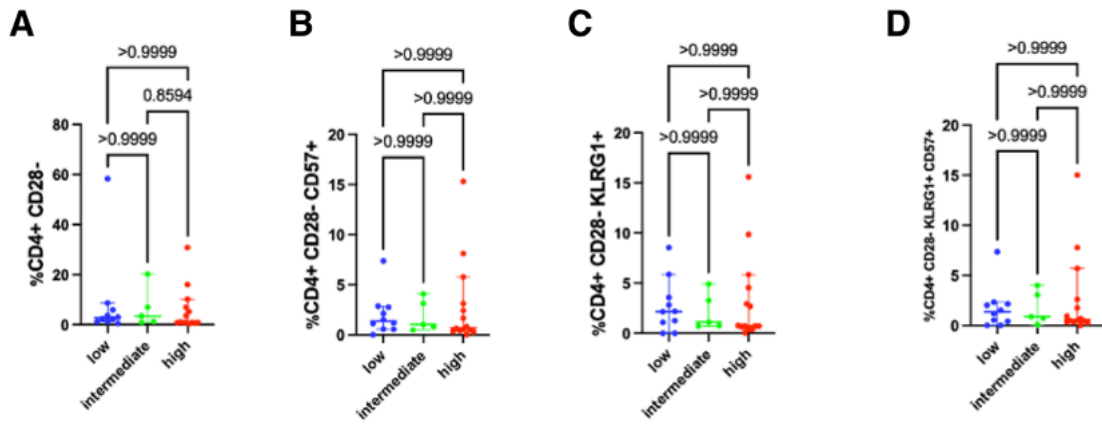 A
>0.9999
0.8594
>0.9999
%CD4+ CD28-
80
60
40
20
0
low
intermediate
high
B
>0.9999
>0.9999
>0.9999
%CD4+ CD28- CD57+
20
15
10
5
0
low
intermediate
high
C
>0.9999
>0.9999
>0.9999
%CD4+ CD28- KLRG1+
20
15
10
5
0
low
intermediate
high
D
>0.9999
>0.9999
>0.9999
%CD4+ CD28- KLRG1+ CD57+
20
15
10
5
0
low
intermediate
high